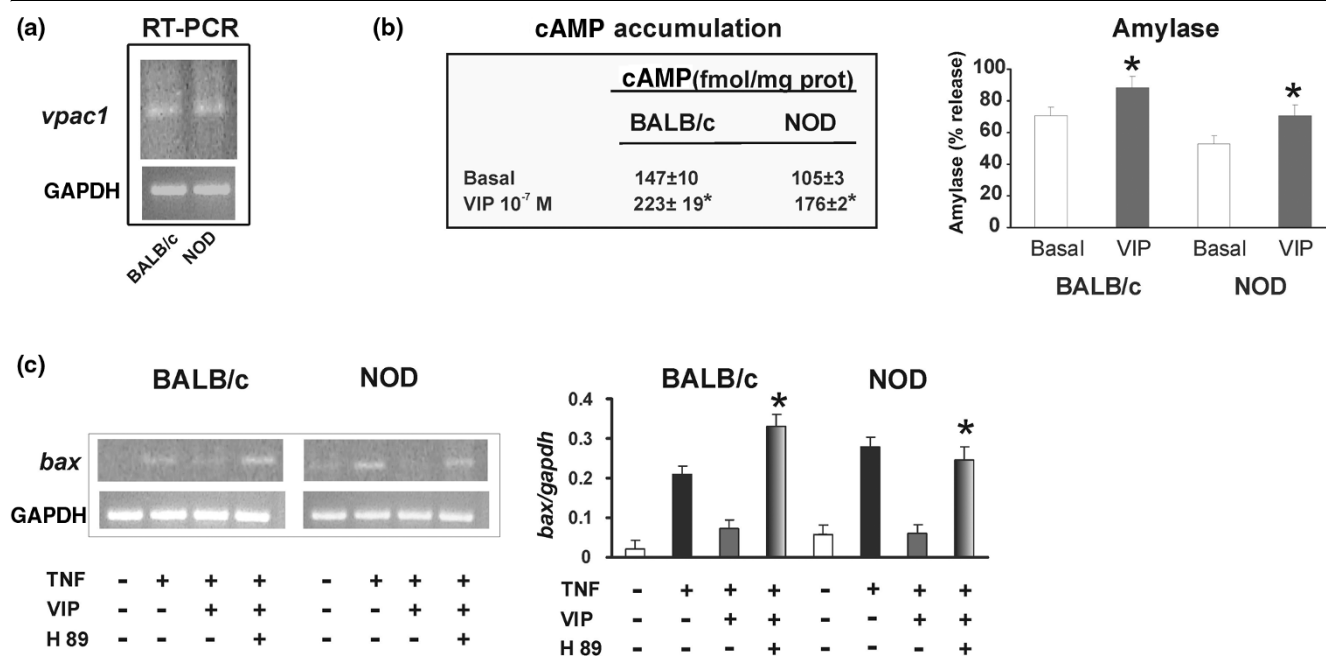 (a)
RT-PCR
vpac1
GAPDH
BALB/c
NOD
(b)
cAMP accumulation
cAMP(fmol/mg prot)
BALB/c NOD
Basal 147±10 105±3
VIP 10⁻⁷ M 223± 19* 176±2*
Amylase
Amylase (% release)
100
80
60
40
20
0
* *
Basal VIP Basal VIP
BALB/c NOD
(c)
BALB/c NOD
bax
GAPDH
TNF - + + + - + + +
VIP - - + + - - + +
H 89 - - - + - - - +
BALB/c NOD
bax/gapdh
0.4
0.3
0.2
0.1
0
* *
TNF - + + + - + + +
VIP - - + + - - + +
H 89 - - - + - - - +